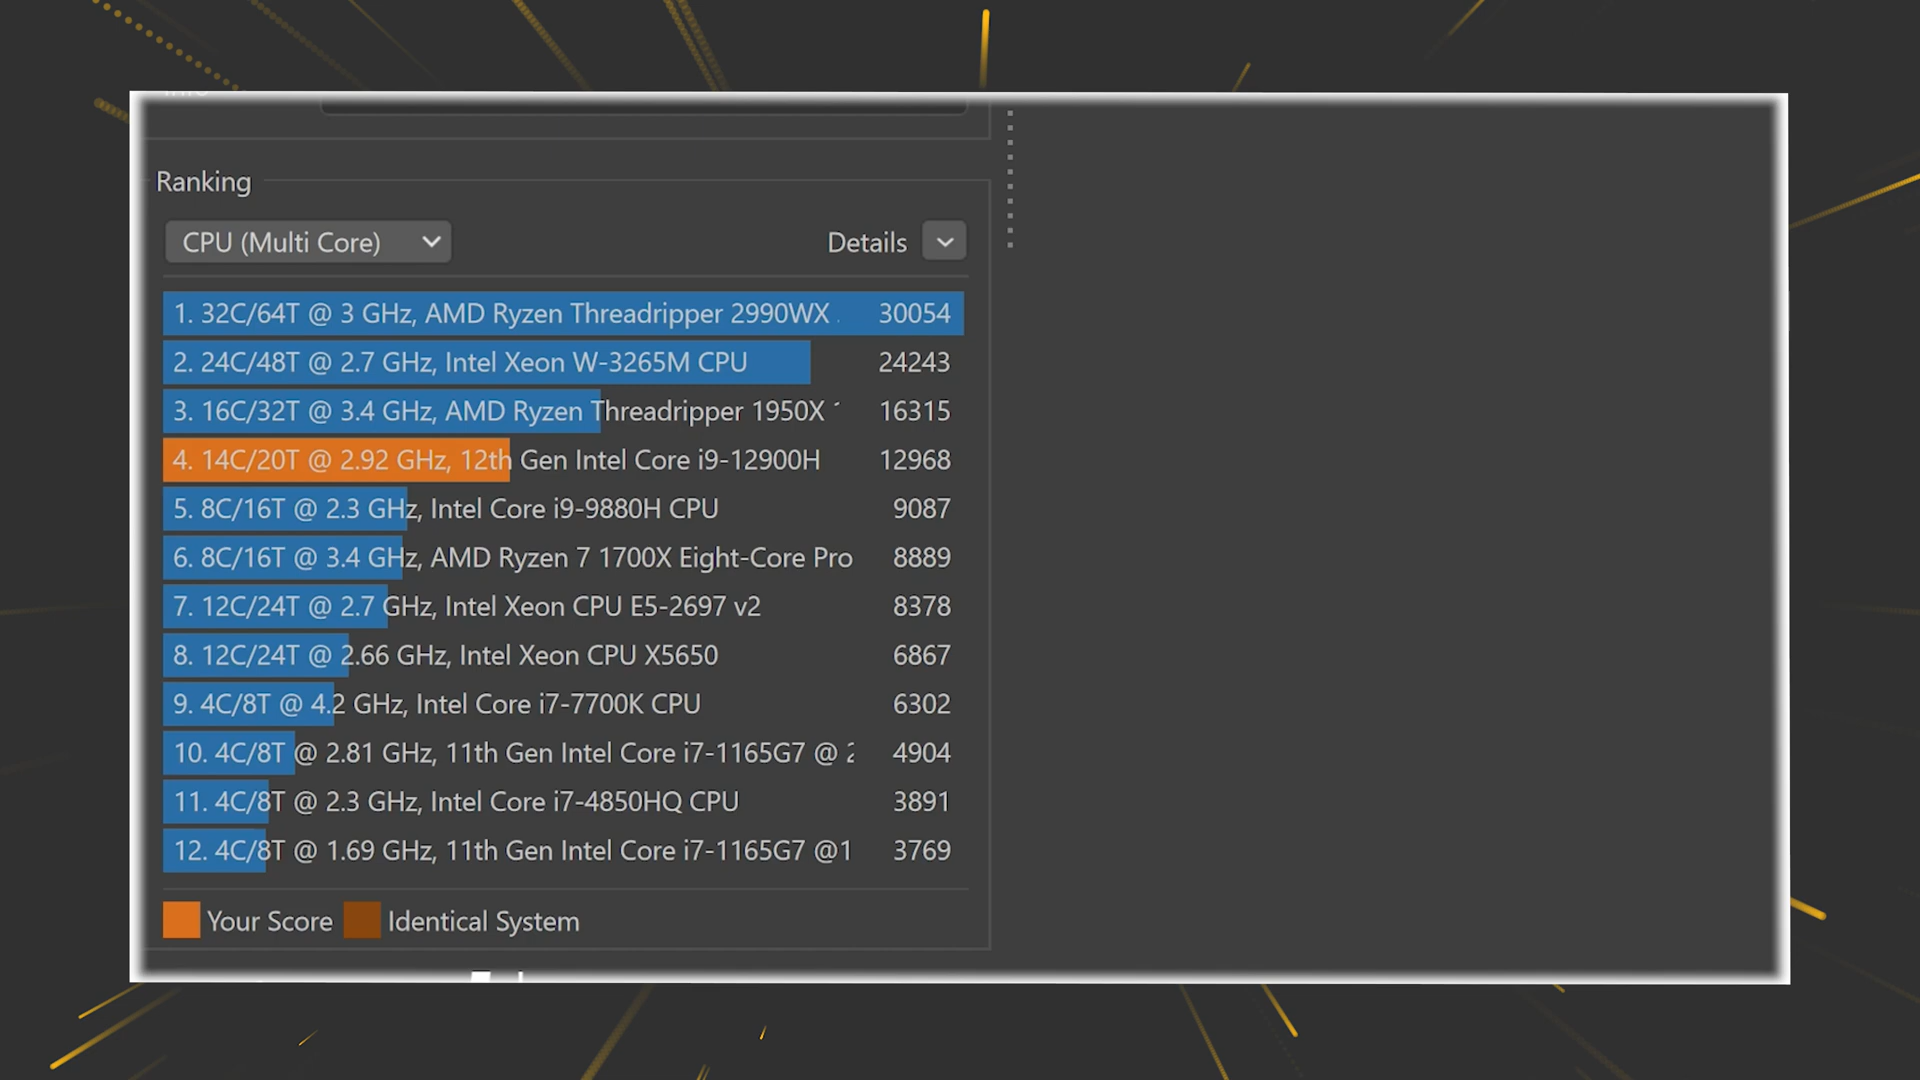 Ranking
CPU (Multi Core)
Details
1. 32C/64T @ 3 GHz, AMD Ryzen Threadripper 2990WX 30054
2. 24C/48T @ 2.7 GHz, Intel Xeon W-3265M CPU 24243
3. 16C/32T @ 3.4 GHz, AMD Ryzen Threadripper 1950X 16315
4. 14C/20T @ 2.92 GHz, 12th Gen Intel Core i9-12900H 12968
5. 8C/16T @ 2.3 GHz, Intel Core i9-9880H CPU 9087
6. 8C/16T @ 3.4 GHz, AMD Ryzen 7 1700X Eight-Core Pro 8889
7. 12C/24T @ 2.7 GHz, Intel Xeon CPU E5-2697 v2 8378
8. 12C/24T @ 2.66 GHz, Intel Xeon CPU X5650 6867
9. 4C/8T @ 4.2 GHz, Intel Core i7-7700K CPU 6302
10. 4C/8T @ 2.81 GHz, 11th Gen Intel Core i7-1165G7 @ 4904
11. 4C/8T @ 2.3 GHz, Intel Core i7-4850HQ CPU 3891
12. 4C/8T @ 1.69 GHz, 11th Gen Intel Core i7-1165G7 @1 3769
Your Score
Identical System